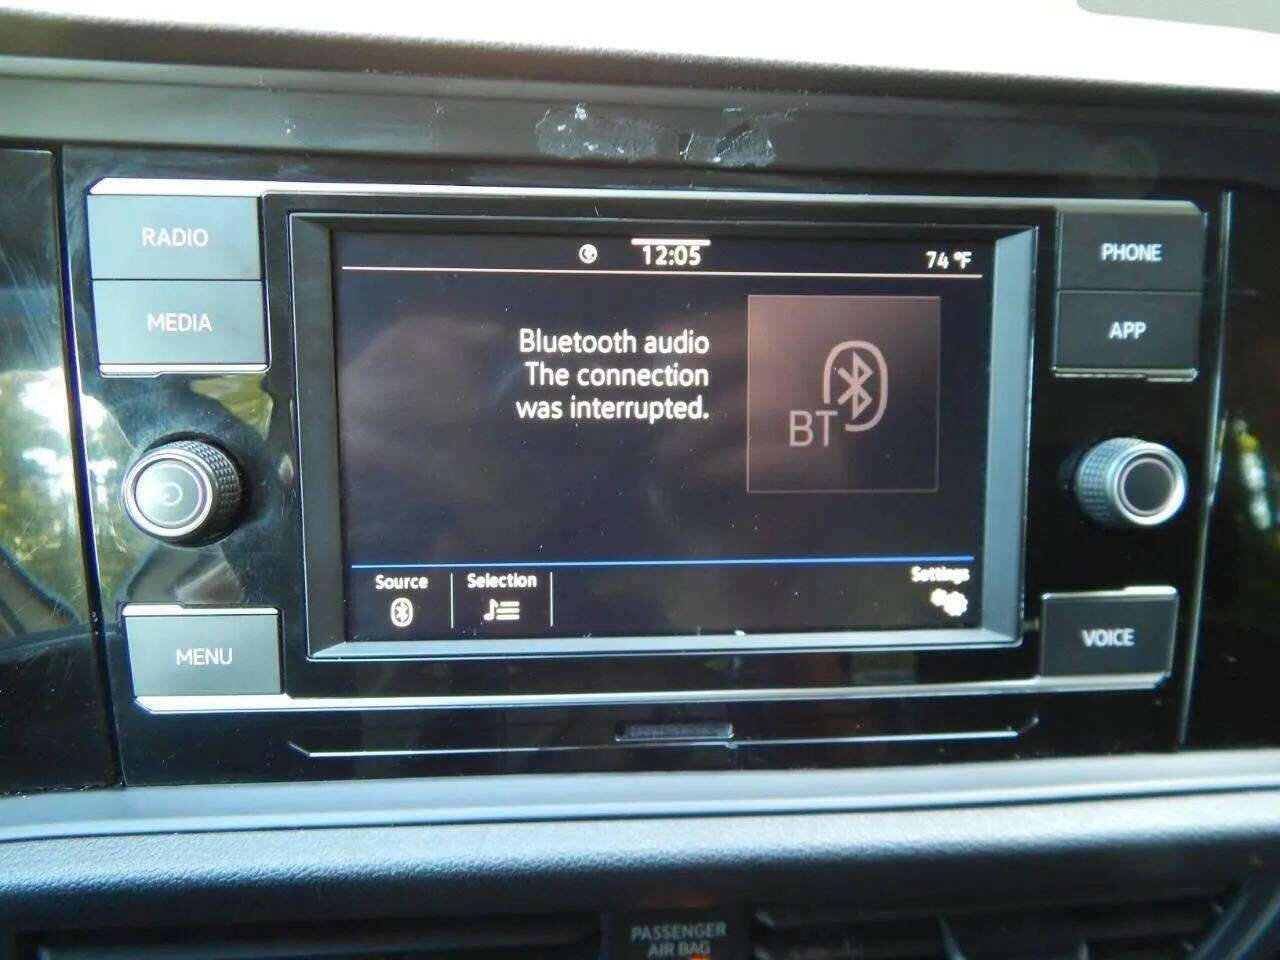 RADIO
MEDIA
MENU
12:05
74 °F
Bluetooth audio
The connection
was interrupted.
BT
Source
Selection
Settings
PHONE
APP
VOICE
PASSENGER
AIR BAG